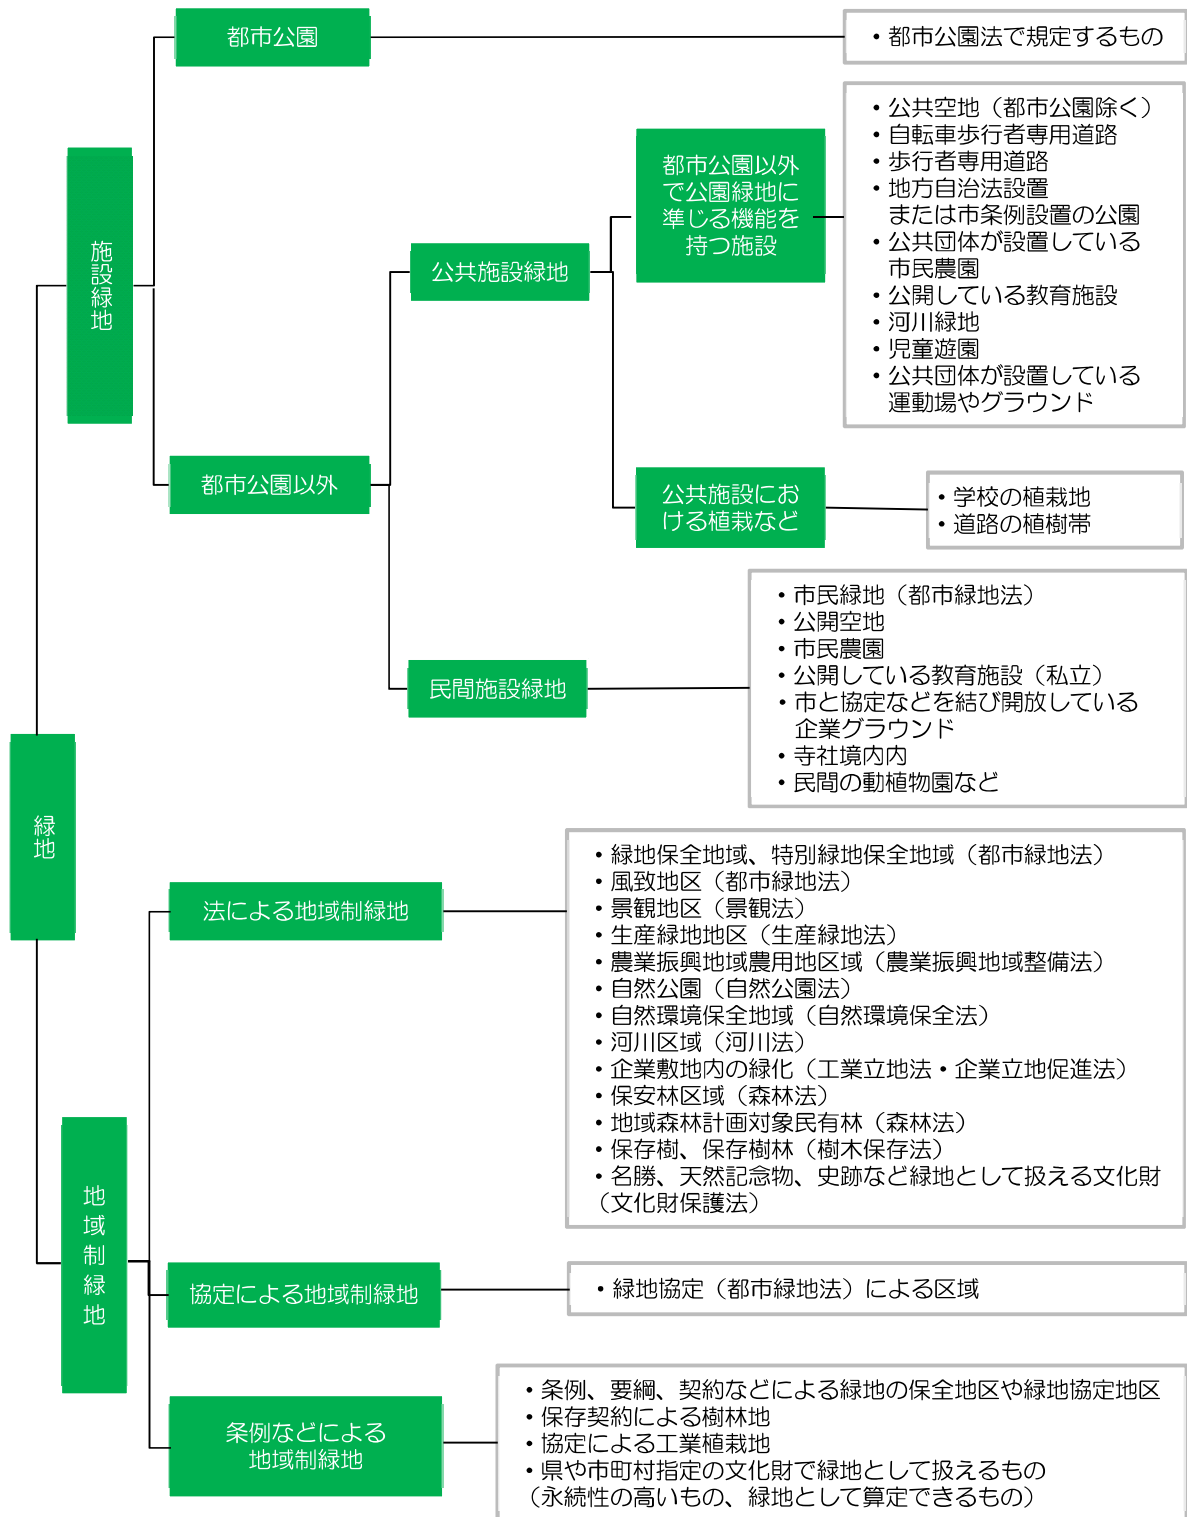 都市公園
・都市公園法で規定するもの
施設緑地
都市公園以外
で公園緑地に
準じる機能を
持つ施設
・公共空地（都市公園除く）
・自転車歩行者専用道路
・歩行者専用道路
・地方自治法設置
または市条例設置の公園
・公共団体が設置している
市民農園
・公開している教育施設
・河川緑地
・児童遊園
・公共団体が設置している
運動場やグラウンド
公共施設緑地
都市公園以外
公共施設にお
ける植栽など
・学校の植栽地
・道路の植樹帯
民間施設緑地
・市民緑地（都市緑地法）
・公開空地
・市民農園
・公開している教育施設（私立）
・市と協定などを結び開放している
企業グラウンド
・寺社境内内
・民間の動植物園など
緑地
法による地域制緑地
・緑地保全地域、特別緑地保全地域（都市緑地法）
・風致地区（都市緑地法）
・景観地区（景観法）
・生産緑地地区（生産緑地法）
・農業振興地域農用地区域（農業振興地域整備法）
・自然公園（自然公園法）
・自然環境保全地域（自然環境保全法）
・河川区域（河川法）
・企業敷地内の緑化（工業立地法・企業立地促進法）
・保安林区域（森林法）
・地域森林計画対象民有林（森林法）
・保存樹、保存樹林（樹木保存法）
・名勝、天然記念物、史跡など緑地として扱える文化財
（文化財保護法）
地域制緑地
協定による地域制緑地
・緑地協定（都市緑地法）による区域
条例などによる
地域制緑地
・条例、要綱、契約などによる緑地の保全地区や緑地協定地区
・保存契約による樹林地
・協定による工業植栽地
・県や市町村指定の文化財で緑地として扱えるもの
（永続性の高いもの、緑地として算定できるもの）